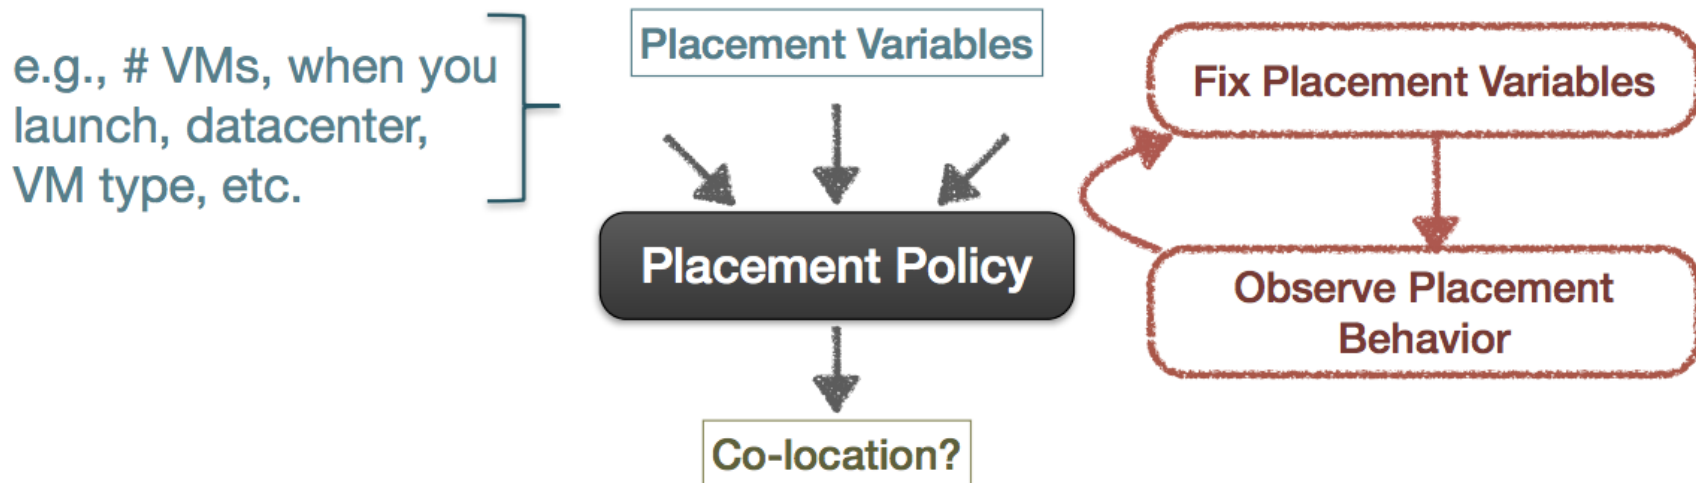 e.g., # VMs, when you
launch, datacenter,
VM type, etc.
Placement Variables
Placement Policy
Co-location?
Fix Placement Variables
Observe Placement
Behavior